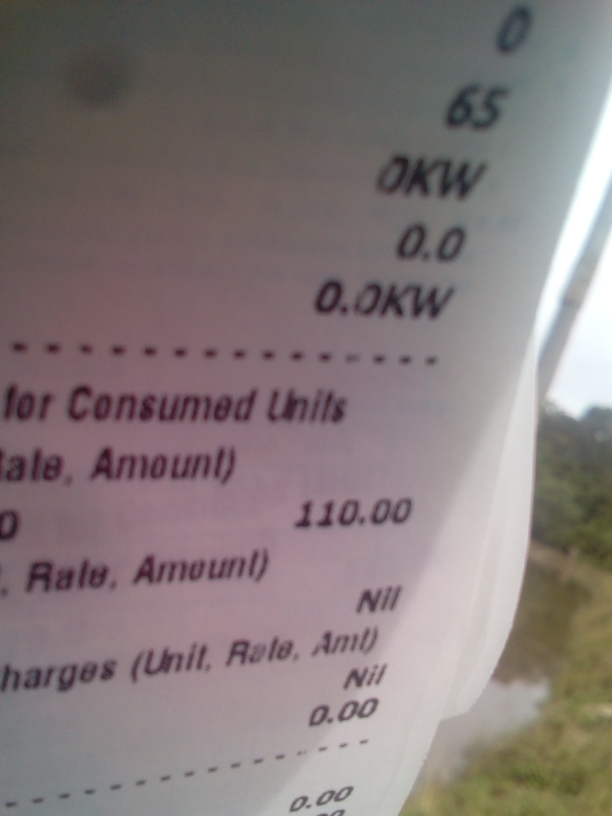 0
65
0KW
0.0
0.0KW
for Consumed Units
Rate, Amount)
0 110.00
, Rate, Amount)
Nil
harges (Unit, Rate, Amt)
Nil
0.00
0.00